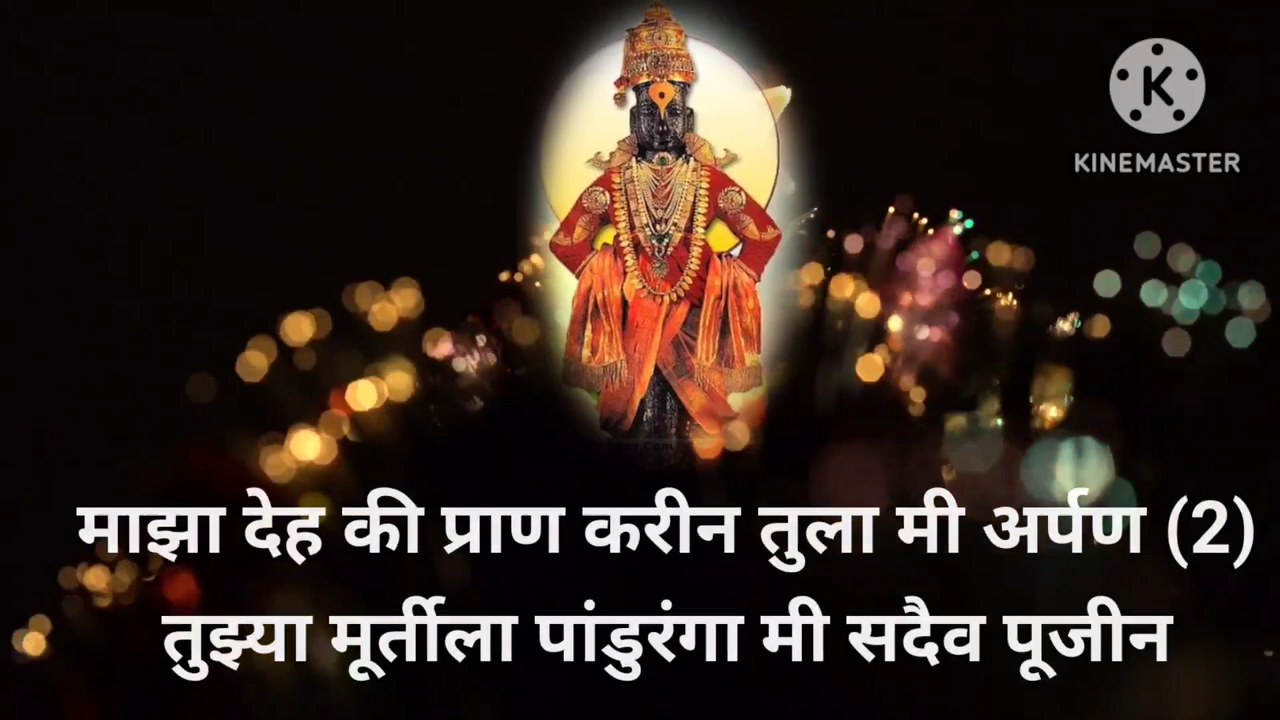 KINEMASTER
माझा देह की प्राण करीन तुला मी अर्पण (2)
तुझ्या मूर्तीला पांडुरंगा मी सदैव पूजीन